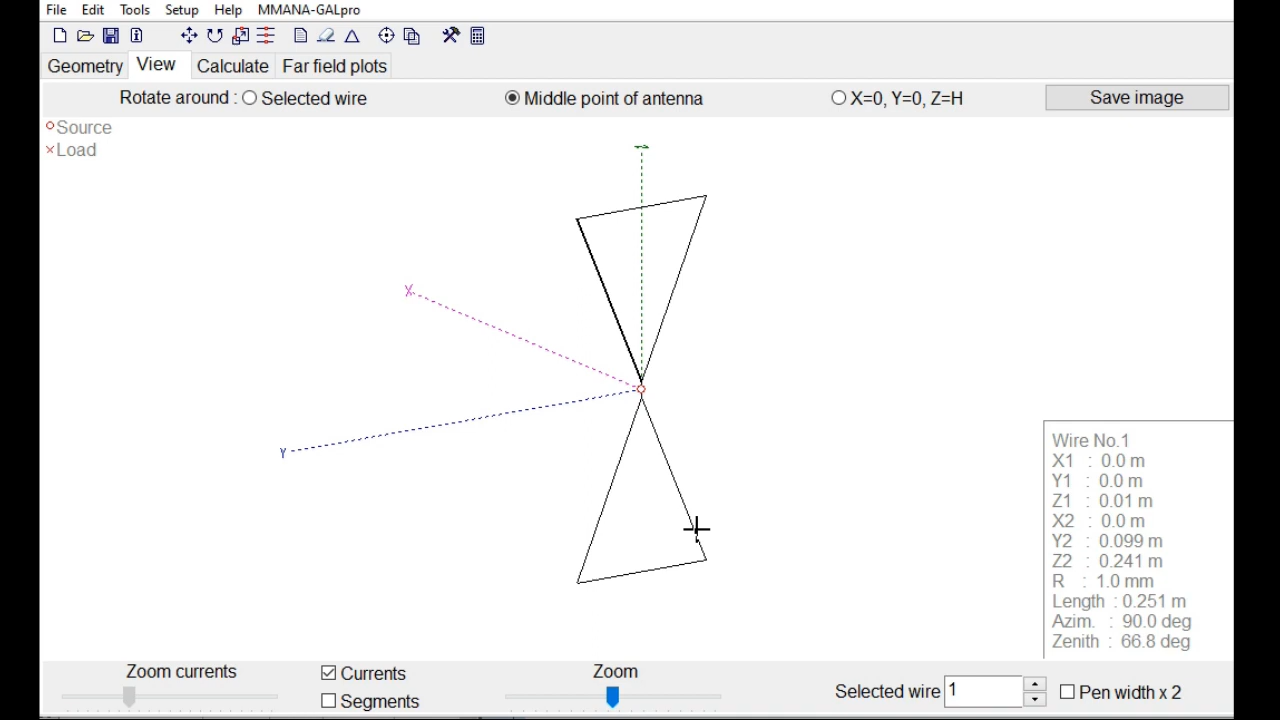 File Edit Tools Setup Help MMANA-GALpro
Geometry View Calculate Far field plots
Rotate around : Selected wire Middle point of antenna X=0, Y=0, Z=H Save image
Source
Load
Z
X
Y
Wire No.1
X1 : 0.0 m
Y1 : 0.0 m
Z1 : 0.01 m
X2 : 0.0 m
Y2 : 0.099 m
Z2 : 0.241 m
R : 1.0 mm
Length : 0.251 m
Azim. : 90.0 deg
Zenith : 66.8 deg
Zoom currents Currents Zoom
Segments Selected wire 1 Pen width x 2